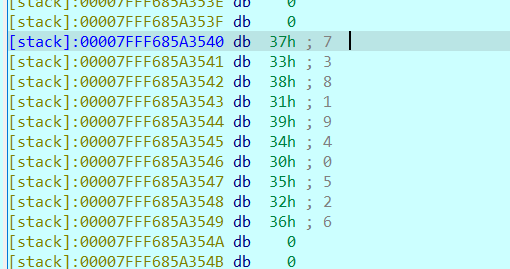 [stack]:00007FFF685A353E db 0
[stack]:00007FFF685A353F db 0
[stack]:00007FFF685A3540 db 37h ; 7
[stack]:00007FFF685A3541 db 33h ; 3
[stack]:00007FFF685A3542 db 38h ; 8
[stack]:00007FFF685A3543 db 31h ; 1
[stack]:00007FFF685A3544 db 39h ; 9
[stack]:00007FFF685A3545 db 34h ; 4
[stack]:00007FFF685A3546 db 30h ; 0
[stack]:00007FFF685A3547 db 35h ; 5
[stack]:00007FFF685A3548 db 32h ; 2
[stack]:00007FFF685A3549 db 36h ; 6
[stack]:00007FFF685A354A db 0
[stack]:00007FFF685A354B db 0